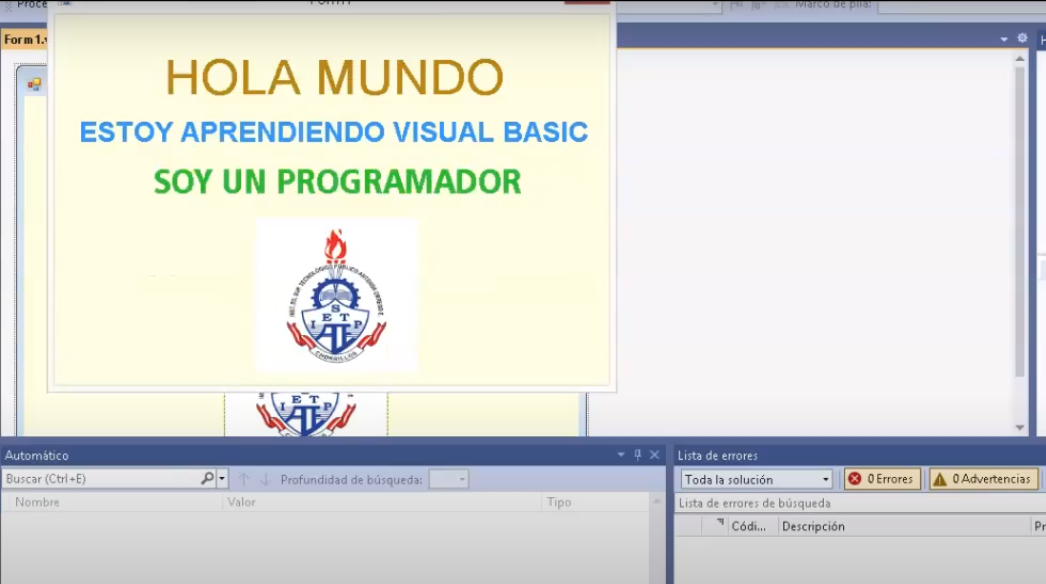 Marco de pila:
Form1
Form1.v
HOLA MUNDO
ESTOY APRENDIENDO VISUAL BASIC
SOY UN PROGRAMADOR
S
I E T P
CHORRILLOS
I E T P
Automático
Buscar (Ctrl+E)
Profundidad de búsqueda:
Nombre
Valor
Tipo
Lista de errores
Toda la solución
0 Errores
0 Advertencias
Lista de errores de búsqueda
Códi...
Descripción
Pr